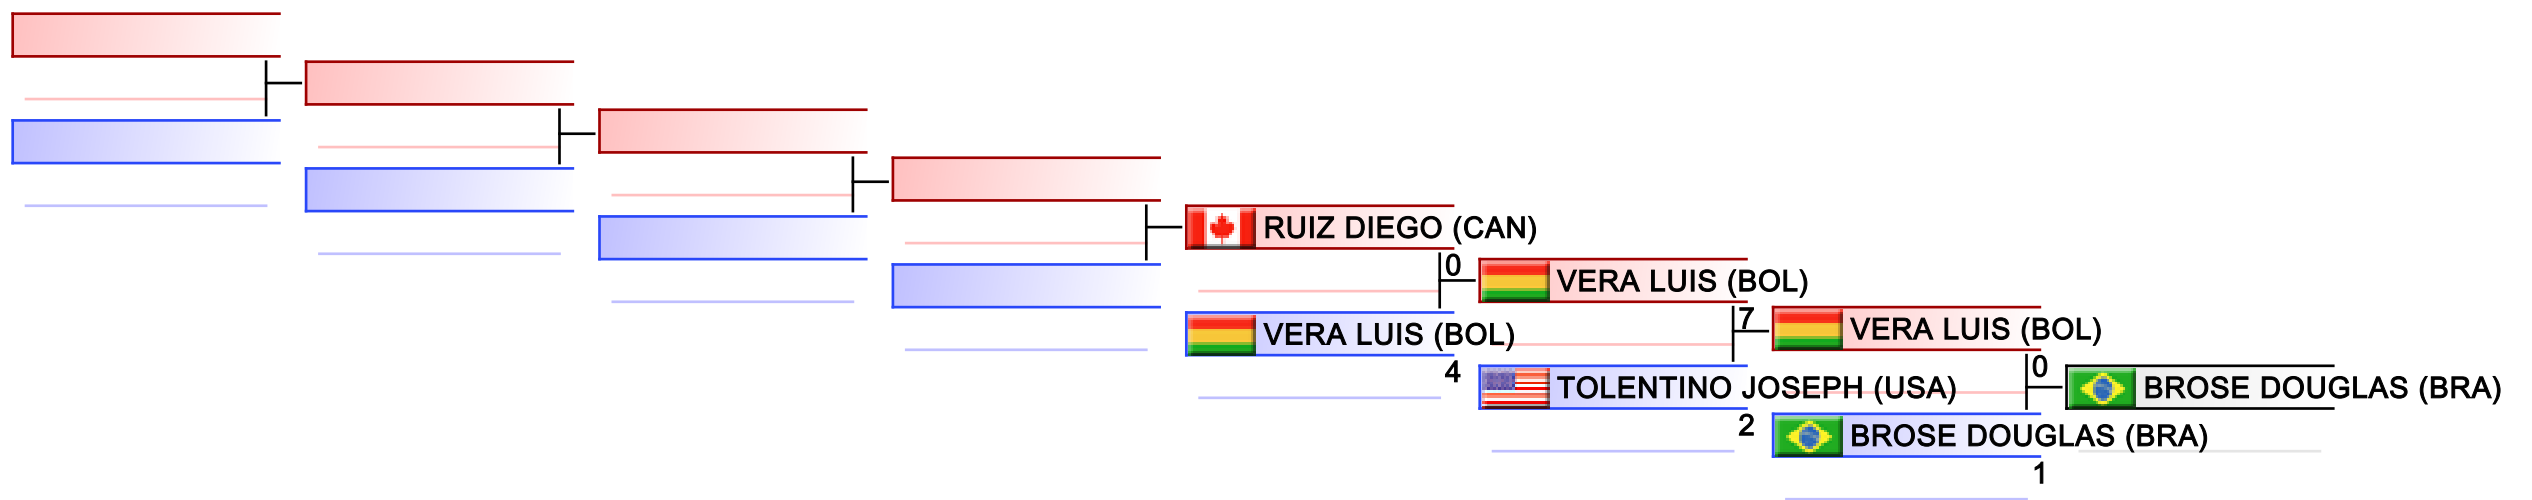 RUIZ DIEGO (CAN)
0
VERA LUIS (BOL)
4
VERA LUIS (BOL)
7
TOLENTINO JOSEPH (USA)
2
VERA LUIS (BOL)
0
BROSE DOUGLAS (BRA)
1
BROSE DOUGLAS (BRA)